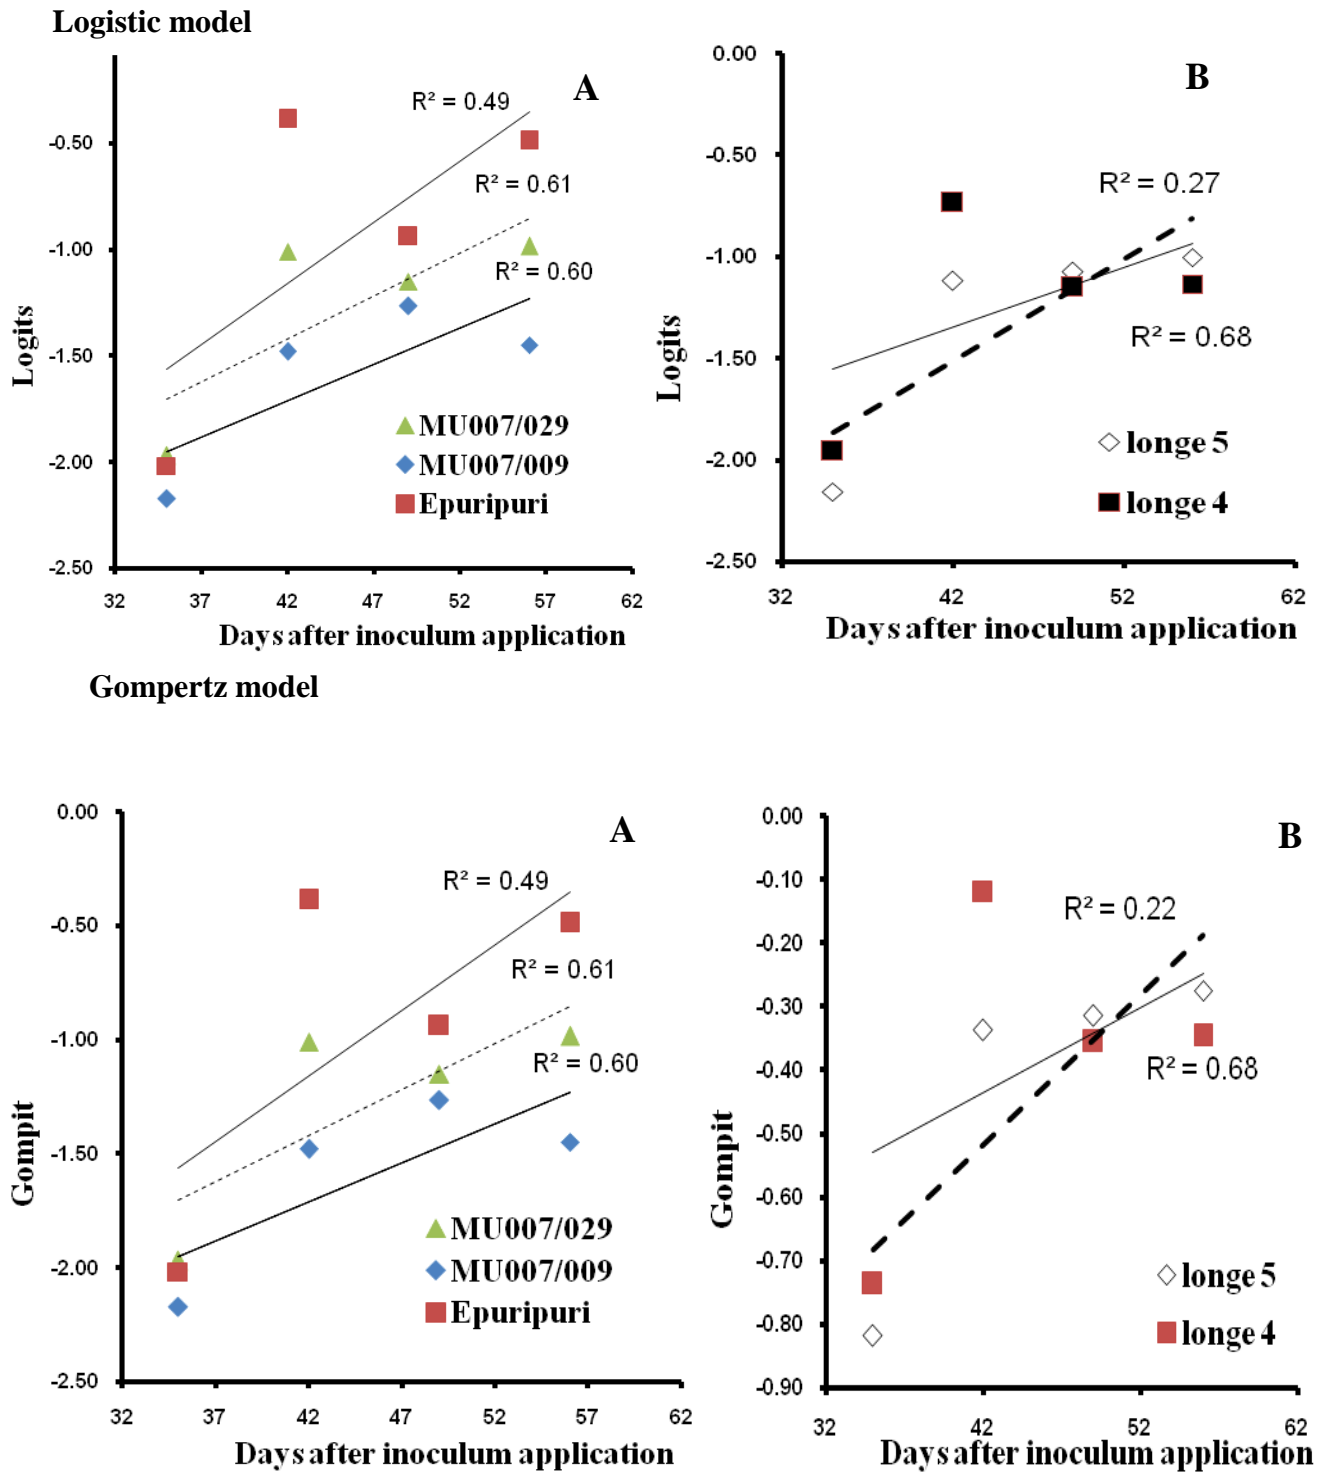 Logistic model
A
R² = 0.49
-0.50
R² = 0.61
-1.00
R² = 0.60
Logits
-1.50
MU007/029
-2.00
MU007/009
Epuripuri
-2.50
32 37 42 47 52 57 62
Days after inoculum application
0.00
B
-0.50
R² = 0.27
-1.00
R² = 0.68
Logits
-1.50
longe 5
-2.00
longe 4
-2.50
32 42 52 62
Days after inoculum application
Gompertz model
0.00
A
R² = 0.49
-0.50
R² = 0.61
-1.00
R² = 0.60
Gompit
-1.50
MU007/029
-2.00
MU007/009
Epuripuri
-2.50
32 37 42 47 52 57 62
Days after inoculum application
0.00
B
-0.10
R² = 0.22
-0.20
-0.30
-0.40
R² = 0.68
-0.50
Gompit
-0.60
-0.70
longe 5
-0.80
longe 4
-0.90
32 42 52 62
Days after inoculum application